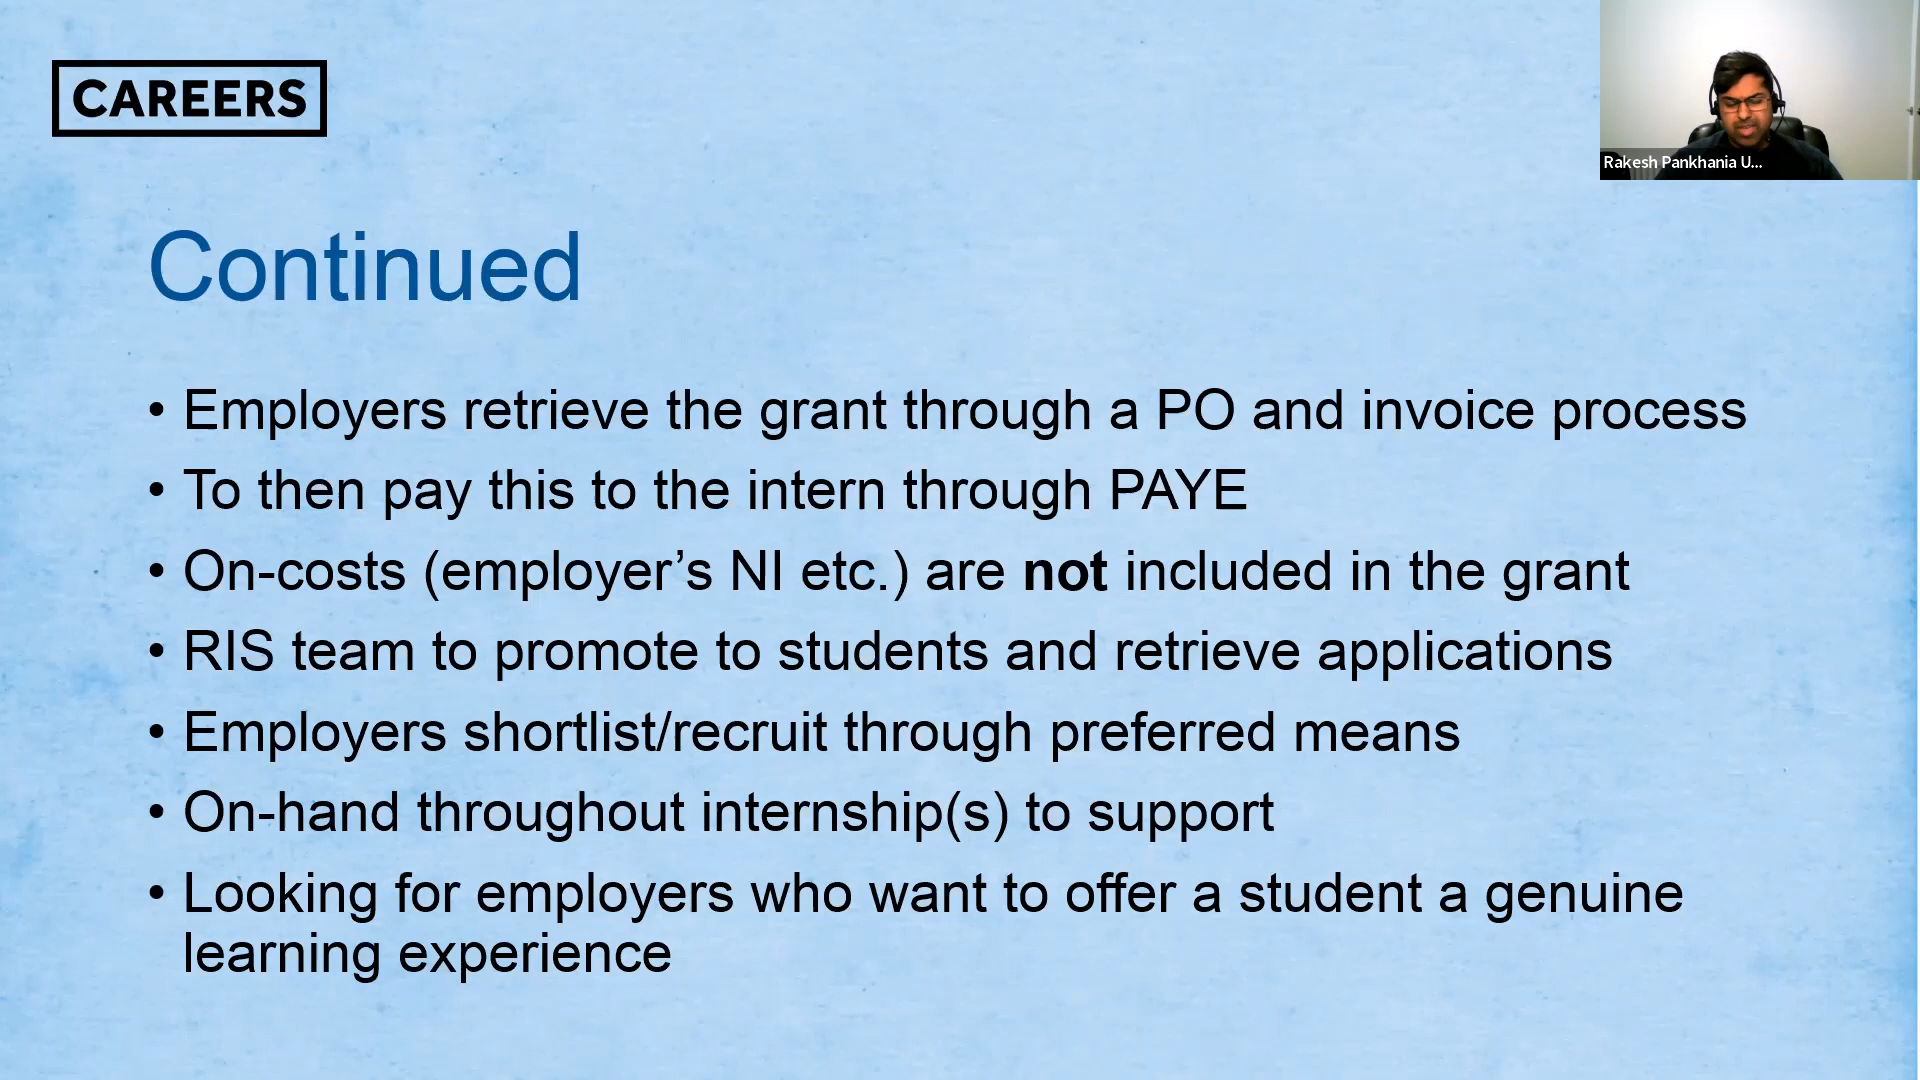 CAREERS
Rakesh Pankhania U...
Continued
• Employers retrieve the grant through a PO and invoice process
• To then pay this to the intern through PAYE
• On-costs (employer’s NI etc.) are not included in the grant
• RIS team to promote to students and retrieve applications
• Employers shortlist/recruit through preferred means
• On-hand throughout internship(s) to support
• Looking for employers who want to offer a student a genuine
learning experience